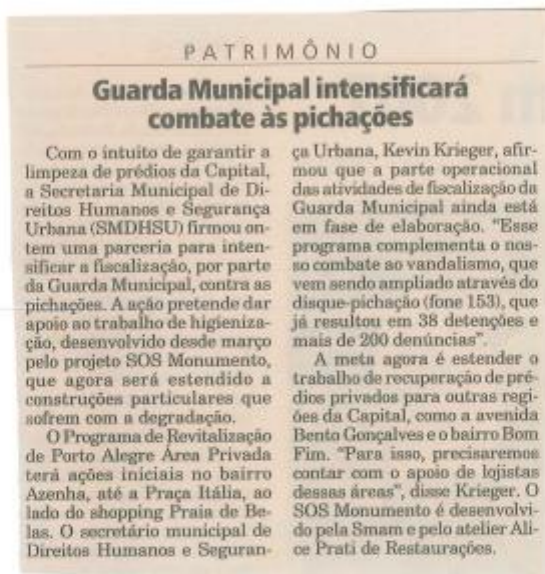 PATRIMÔNIO
Guarda Municipal intensificará
combate às pichações
Com o intuito de garantir a
limpeza de prédios da Capital,
a Secretaria Municipal de Di-
reitos Humanos e Segurança
Urbana (SMDHSU) firmou on-
tem uma parceria para inten-
sificar a fiscalização, por parte
da Guarda Municipal, contra as
pichações. A ação pretende dar
apoio ao trabalho de higieniza-
ção, desenvolvido desde março
pelo projeto SOS Monumento,
que agora será estendido a
construções particulares que
sofrem com a degradação.
O Programa de Revitalização
de Porto Alegre Área Privada
terá ações iniciais no bairro
Azenha, até a Praça Itália, ao
lado do shopping Praia de Be-
las. O secretário municipal de
Direitos Humanos e Seguran-
ça Urbana, Kevin Krieger, afir-
mou que a parte operacional
das atividades de fiscalização da
Guarda Municipal ainda está
em fase de elaboração. "Esse
programa complementa o nos-
so combate ao vandalismo, que
vem sendo ampliado através do
disque-pichação (fone 153), que
já resultou em 38 detenções e
mais de 200 denúncias".
A meta agora é estender o
trabalho de recuperação de pré-
dios privados para outras regi-
ões da Capital, como a avenida
Bento Gonçalves e o bairro Bom
Fim. "Para isso, precisaremos
contar com o apoio de lojistas
dessas áreas", disse Krieger. O
SOS Monumento é desenvolvi-
do pela Smam e pelo atelier Ali-
ce Prati de Restaurações.